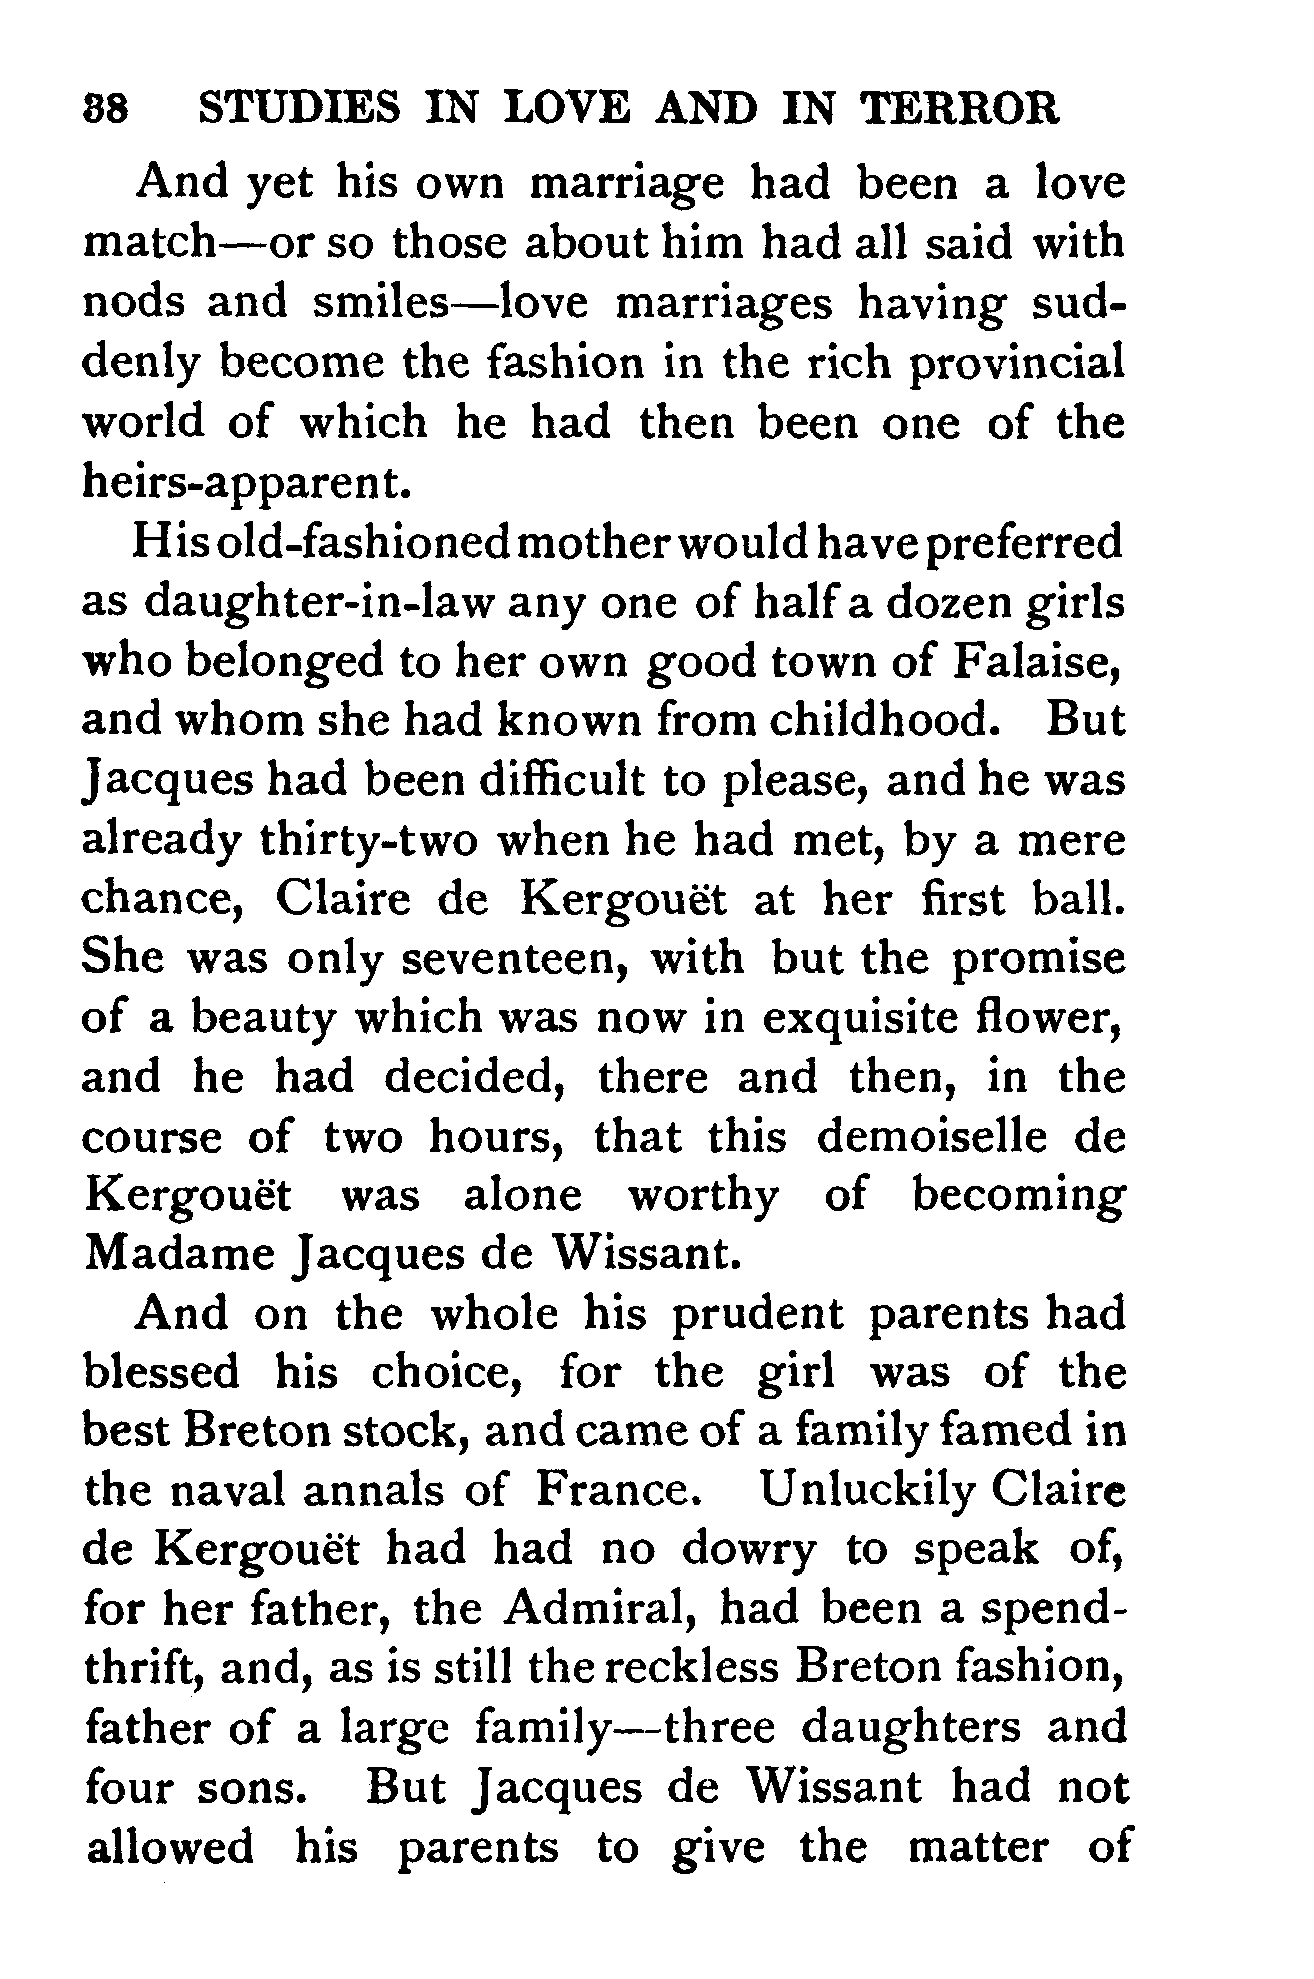 88 STUDIES IN LOVE AND IN TERROR
And yet his own marriage had been a love
match—or so those about him had all said with
nods and smiles—love marriages having sud-
denly become the fashion in the rich provincial
world of which he had then been one of the
heirs-apparent.
His old-fashioned mother would have preferred
as daughter-in-law any one of half a dozen girls
who belonged to her own good town of Falaise,
and whom she had known from childhood. But
Jacques had been difficult to please, and he was
already thirty-two when he had met, by a mere
chance, Claire de Kergouët at her first ball.
She was only seventeen, with but the promise
of a beauty which was now in exquisite flower,
and he had decided, there and then, in the
course of two hours, that this demoiselle de
Kergouët was alone worthy of becoming
Madame Jacques de Wissant.
And on the whole his prudent parents had
blessed his choice, for the girl was of the
best Breton stock, and came of a family famed in
the naval annals of France. Unluckily Claire
de Kergouët had had no dowry to speak of,
for her father, the Admiral, had been a spend-
thrift, and, as is still the reckless Breton fashion,
father of a large family—three daughters and
four sons. But Jacques de Wissant had not
allowed his parents to give the matter of